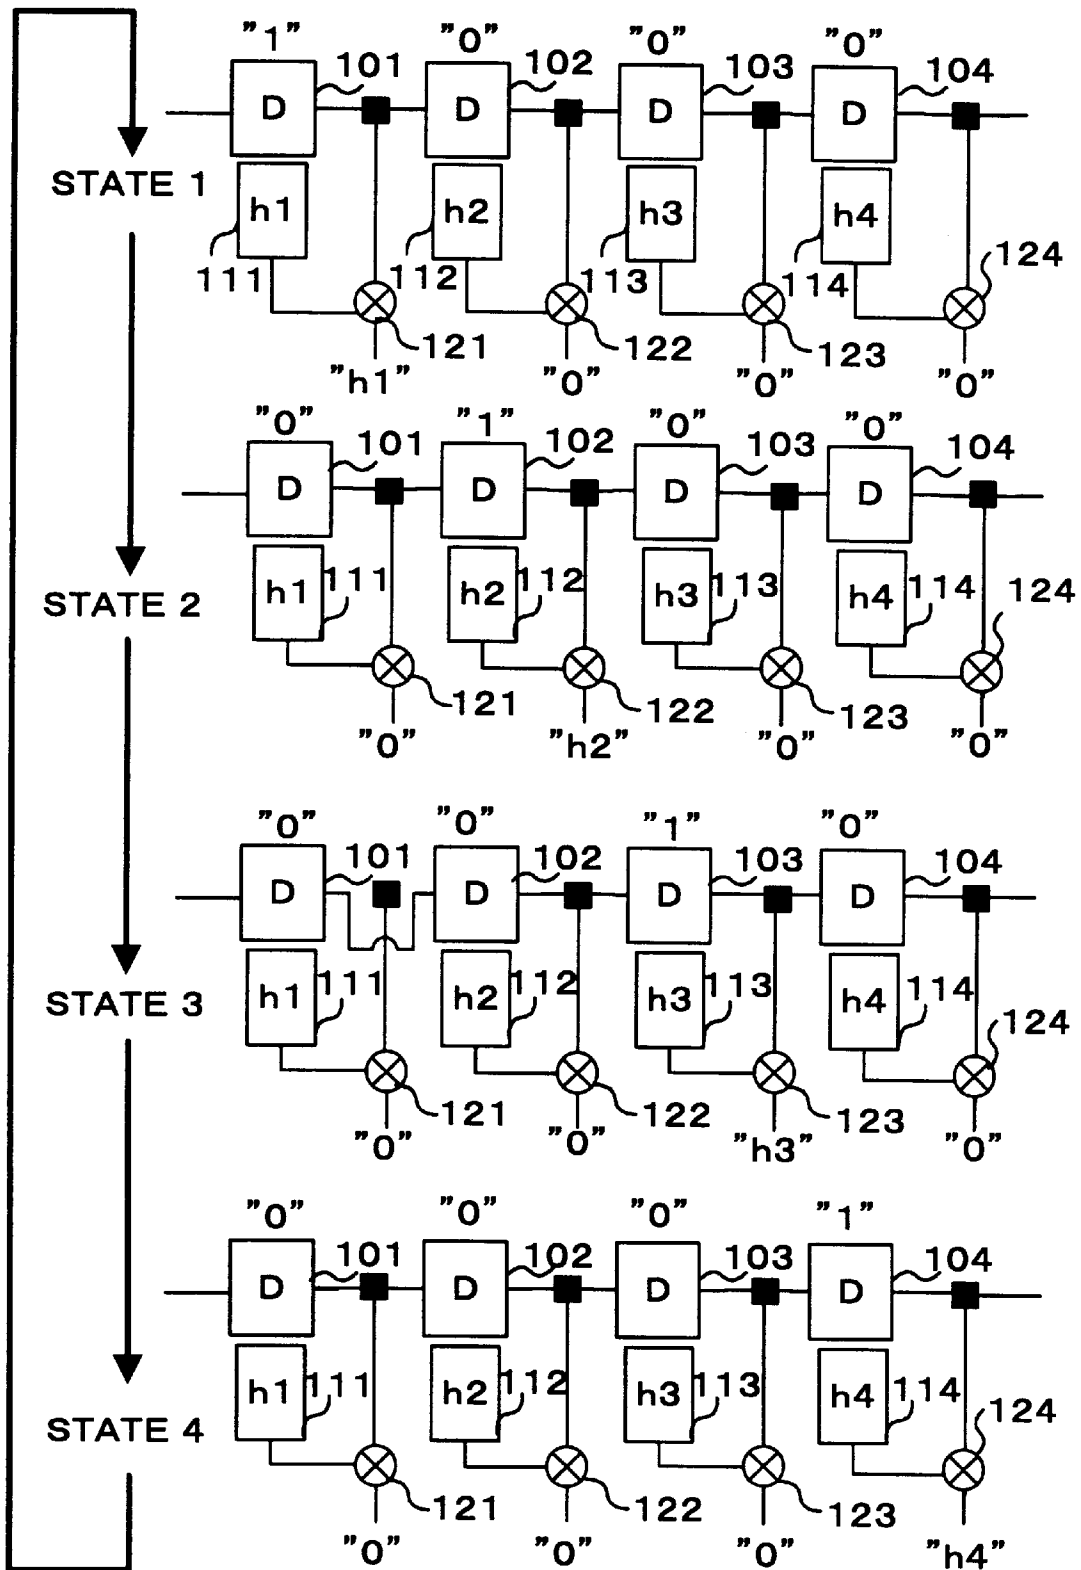 "1" "0" "0" "0"
101 102 103 104
D D D D
STATE 1
h1 h2 h3 h4
111 112 113 114 124
121 122 123
"h1" "0" "0" "0"
"0" "1" "0" "0"
101 102 103 104
D D D D
STATE 2
h1 111 h2 112 h3 113 h4 114 124
121 122 123
"0" "h2" "0" "0"
"0" "0" "1" "0"
101 102 103 104
D D D D
STATE 3
h1 111 h2 112 h3 113 h4 114 124
121 122 123
"0" "0" "h3" "0"
"0" "0" "0" "1"
101 102 103 104
D D D D
STATE 4
h1 111 h2 112 h3 113 h4 114 124
121 122 123
"0" "0" "0" "h4"